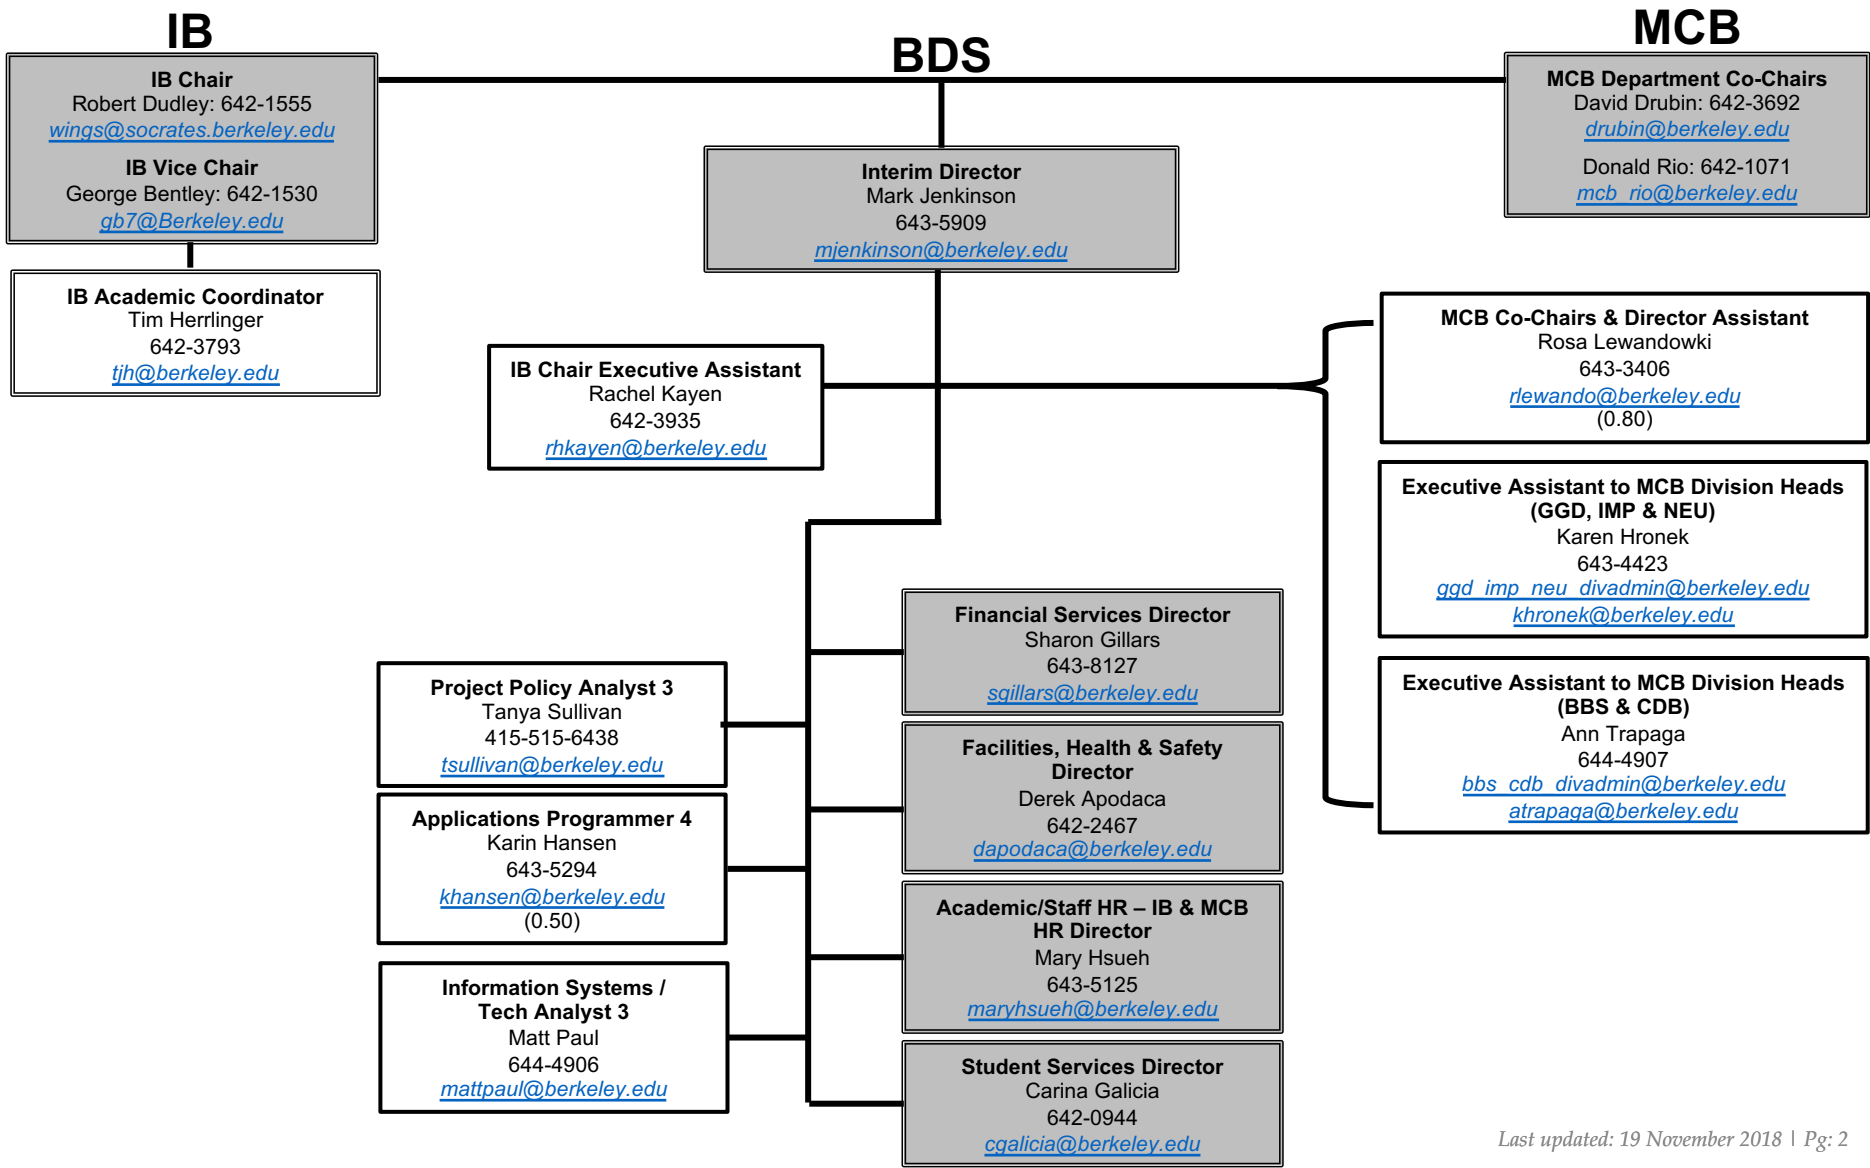 IB
BDS
MCB
IB Chair
Robert Dudley: 642-1555
wings@socrates.berkeley.edu
IB Vice Chair
George Bentley: 642-1530
gb7@Berkeley.edu
MCB Department Co-Chairs
David Drubin: 642-3692
drubin@berkeley.edu
Donald Rio: 642-1071
mcb_rio@berkeley.edu
Interim Director
Mark Jenkinson
643-5909
mjenkinson@berkeley.edu
IB Academic Coordinator
Tim Herrlinger
642-3793
tjh@berkeley.edu
IB Chair Executive Assistant
Rachel Kayen
642-3935
rhkayen@berkeley.edu
MCB Co-Chairs & Director Assistant
Rosa Lewandowki
643-3406
rlewando@berkeley.edu
(0.80)
Executive Assistant to MCB Division Heads
(GGD, IMP & NEU)
Karen Hronek
643-4423
ggd_imp_neu_divadmin@berkeley.edu
khronek@berkeley.edu
Executive Assistant to MCB Division Heads
(BBS & CDB)
Ann Trapaga
644-4907
bbs_cdb_divadmin@berkeley.edu
atrapaga@berkeley.edu
Project Policy Analyst 3
Tanya Sullivan
415-515-6438
tsullivan@berkeley.edu
Applications Programmer 4
Karin Hansen
643-5294
khansen@berkeley.edu
(0.50)
Information Systems /
Tech Analyst 3
Matt Paul
644-4906
mattpaul@berkeley.edu
Financial Services Director
Sharon Gillars
643-8127
sgillars@berkeley.edu
Facilities, Health & Safety
Director
Derek Apodaca
642-2467
dapodaca@berkeley.edu
Academic/Staff HR – IB & MCB
HR Director
Mary Hsueh
643-5125
maryhsueh@berkeley.edu
Student Services Director
Carina Galicia
642-0944
cgalicia@berkeley.edu
Last updated: 19 November 2018 | Pg: 2